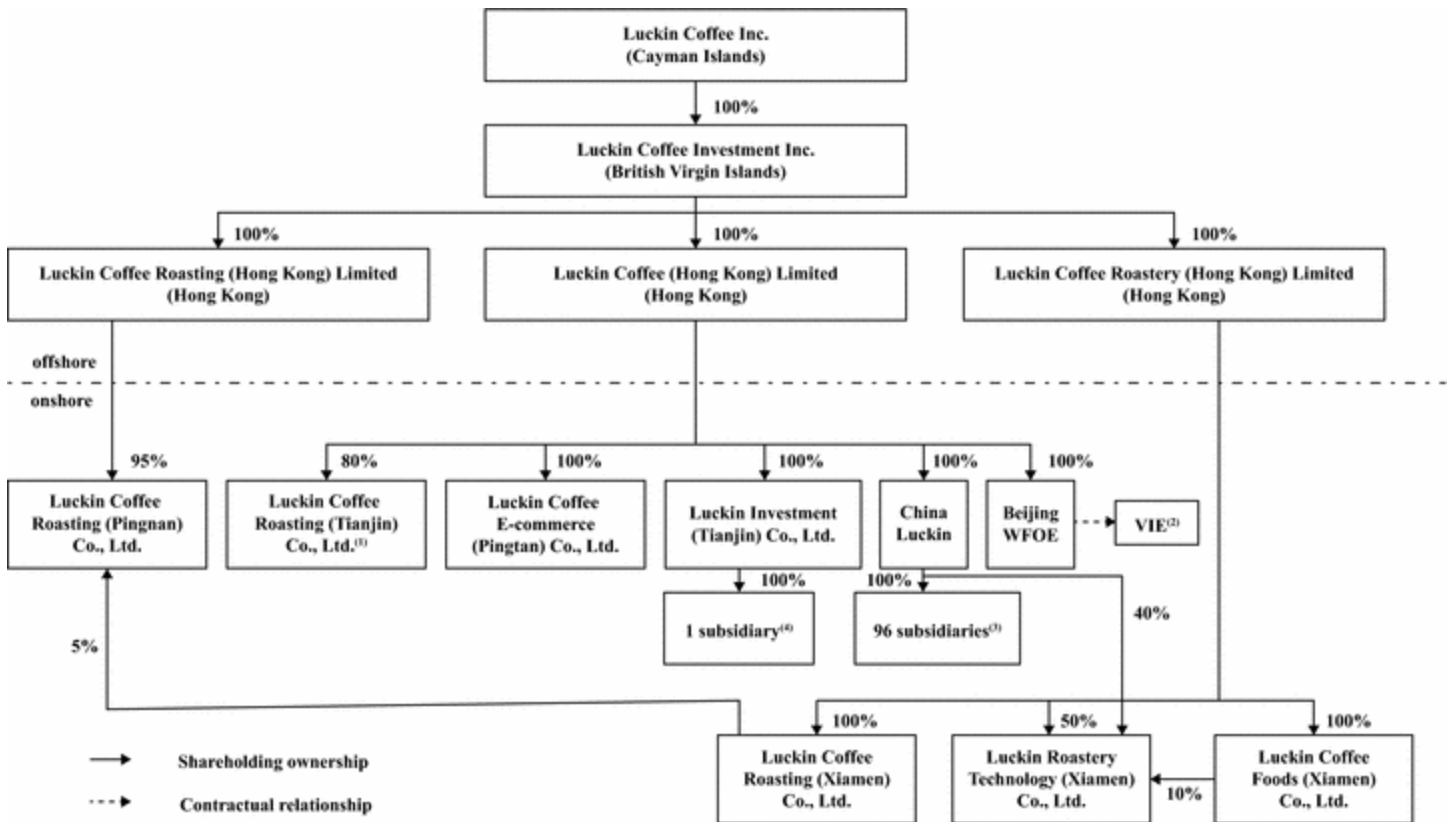 Luckin Coffee Inc.
(Cayman Islands)
100%
Luckin Coffee Investment Inc.
(British Virgin Islands)
100%
100%
100%
Luckin Coffee Roasting (Hong Kong) Limited
(Hong Kong)
Luckin Coffee (Hong Kong) Limited
(Hong Kong)
Luckin Coffee Roastery (Hong Kong) Limited
(Hong Kong)
offshore
onshore
95%
80%
100%
100%
100%
100%
Luckin Coffee
Roasting (Pingnan)
Co., Ltd.
Luckin Coffee
Roasting (Tianjin)
Co., Ltd.(1)
Luckin Coffee
E-commerce
(Pingtan) Co., Ltd.
Luckin Investment
(Tianjin) Co., Ltd.
China
Luckin
Beijing
WFOE
VIE(2)
100%
100%
40%
1 subsidiary(4)
96 subsidiaries(3)
5%
100%
50%
100%
Luckin Coffee
Roasting (Xiamen)
Co., Ltd.
Luckin Roastery
Technology (Xiamen)
Co., Ltd.
Luckin Coffee
Foods (Xiamen)
Co., Ltd.
10%
Shareholding ownership
Contractual relationship